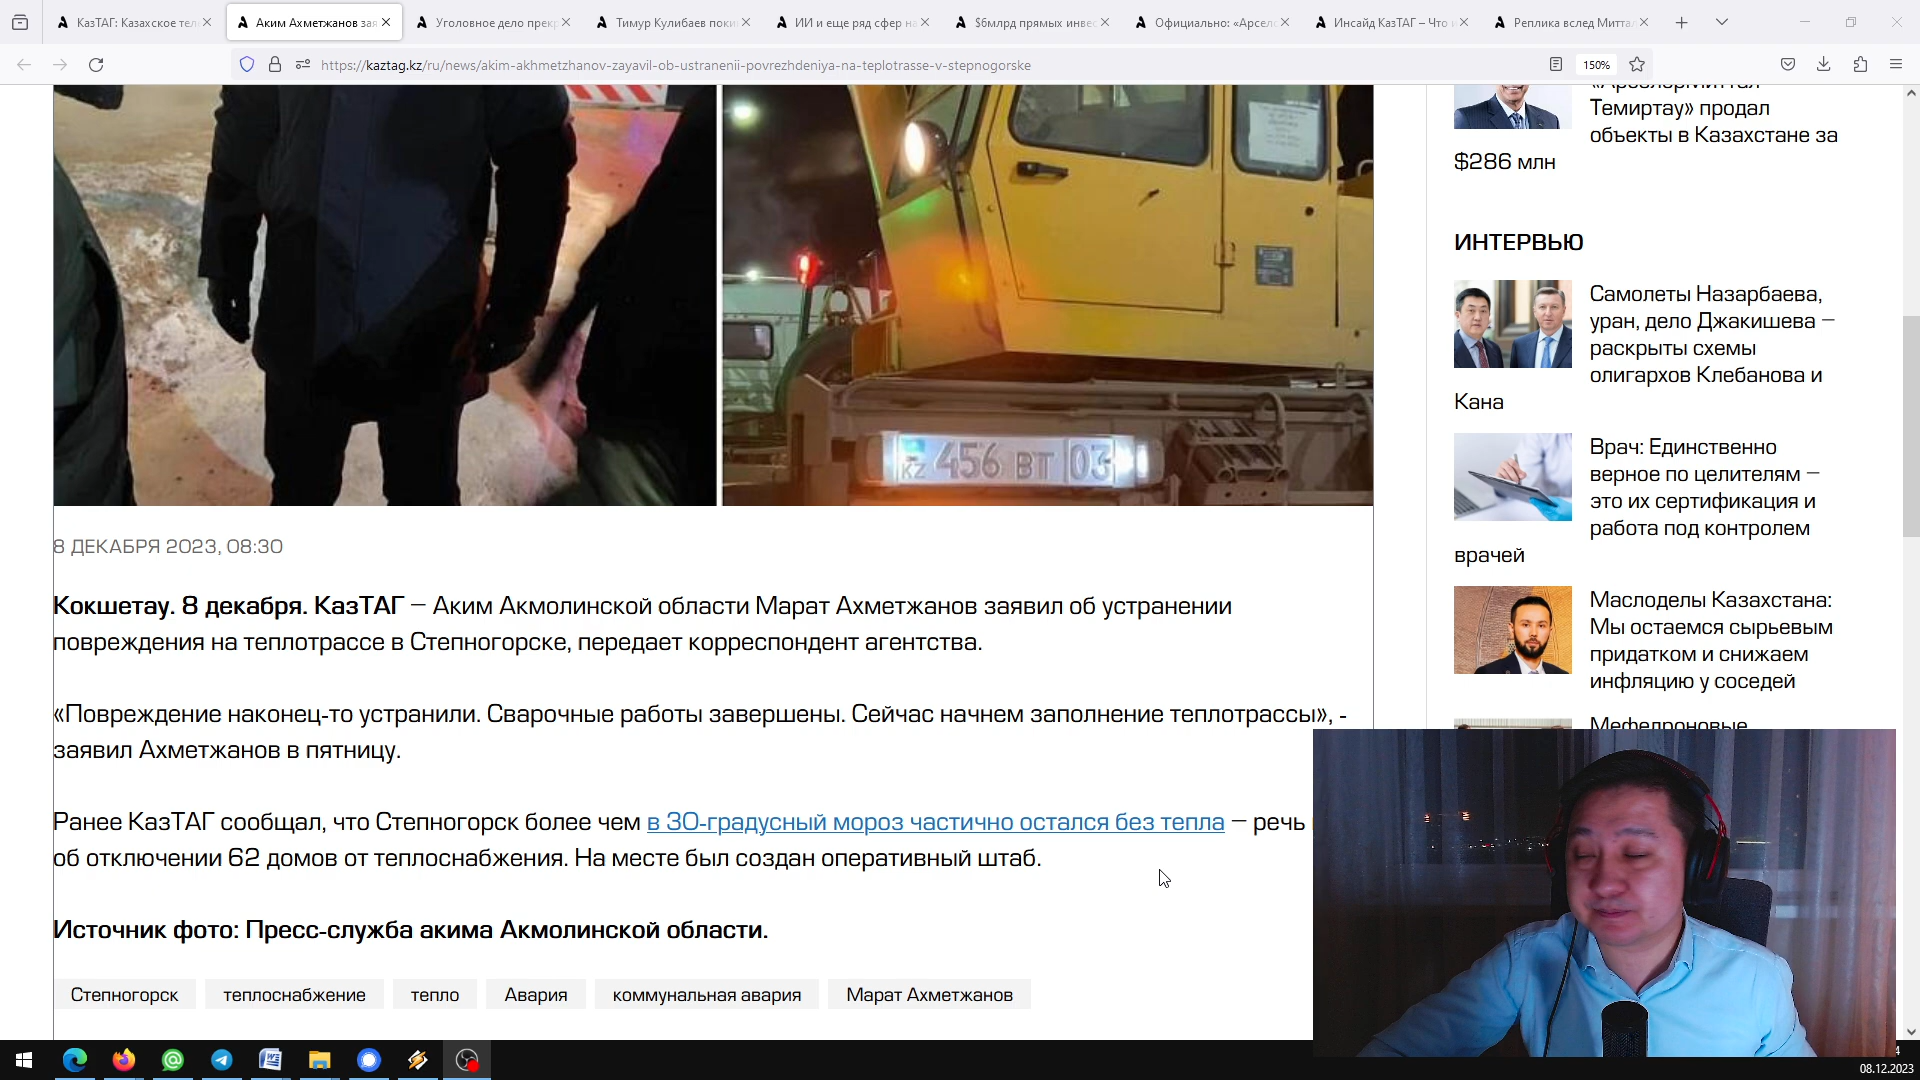 КазТАГ: Казахское тел
Аким Ахметжанов зая
Уголовное дело прекр
Тимур Кулибаев поки
ИИ и еще ряд сфер на
$6млрд прямых инвес
Официально: «Арсел
Инсайд КазТАГ – Что
Реплика вслед Митта
https://kaztag.kz/ru/news/akim-akhmetzhanov-zayavil-ob-ustranenii-povrezhdeniya-na-teplotrasse-v-stepnogorske
150%
KZ 456 BT 03
8 ДЕКАБРЯ 2023, 08:30
Кокшетау. 8 декабря. КазТАГ – Аким Акмолинской области Марат Ахметжанов заявил об устранении
повреждения на теплотрассе в Степногорске, передает корреспондент агентства.
«Повреждение наконец-то устранили. Сварочные работы завершены. Сейчас начнем заполнение теплотрассы», -
заявил Ахметжанов в пятницу.
Ранее КазТАГ сообщал, что Степногорск более чем в 30-градусный мороз частично остался без тепла – речь
об отключении 62 домов от теплоснабжения. На месте был создан оперативный штаб.
Источник фото: Пресс-служба акима Акмолинской области.
Степногорск
теплоснабжение
тепло
Авария
коммунальная авария
Марат Ахметжанов
«АрселорМиттал
Темиртау» продал
объекты в Казахстане за
$286 млн
ИНТЕРВЬЮ
Самолеты Назарбаева,
уран, дело Джакишева –
раскрыты схемы
олигархов Клебанова и
Кана
Врач: Единственно
верное по целителям –
это их сертификация и
работа под контролем
врачей
Маслоделы Казахстана:
Мы остаемся сырьевым
придатком и снижаем
инфляцию у соседей
Мефедроновые
08.12.2023